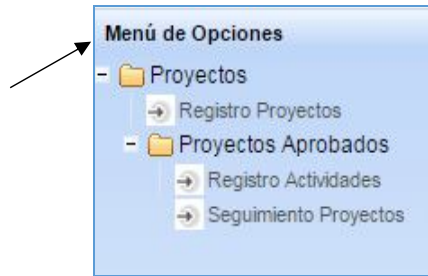 Menú de Opciones
Proyectos
Registro Proyectos
Proyectos Aprobados
Registro Actividades
Seguimiento Proyectos